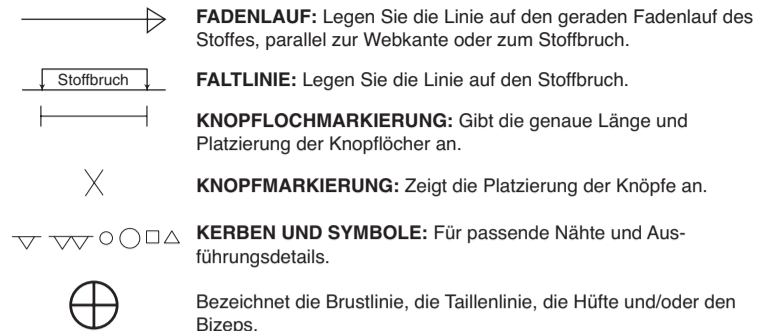 FADENLAUF: Legen Sie die Linie auf den geraden Fadenlauf des
Stoffes, parallel zur Webkante oder zum Stoffbruch.
Stoffbruch
FALTLINIE: Legen Sie die Linie auf den Stoffbruch.
KNOPFLOCHMARKIERUNG: Gibt die genaue Länge und
Platzierung der Knopflöcher an.
KNOPFMARKIERUNG: Zeigt die Platzierung der Knöpfe an.
KERBEN UND SYMBOLE: Für passende Nähte und Aus-
führungsdetails.
Bezeichnet die Brustlinie, die Taillenlinie, die Hüfte und/oder den
Bizeps.